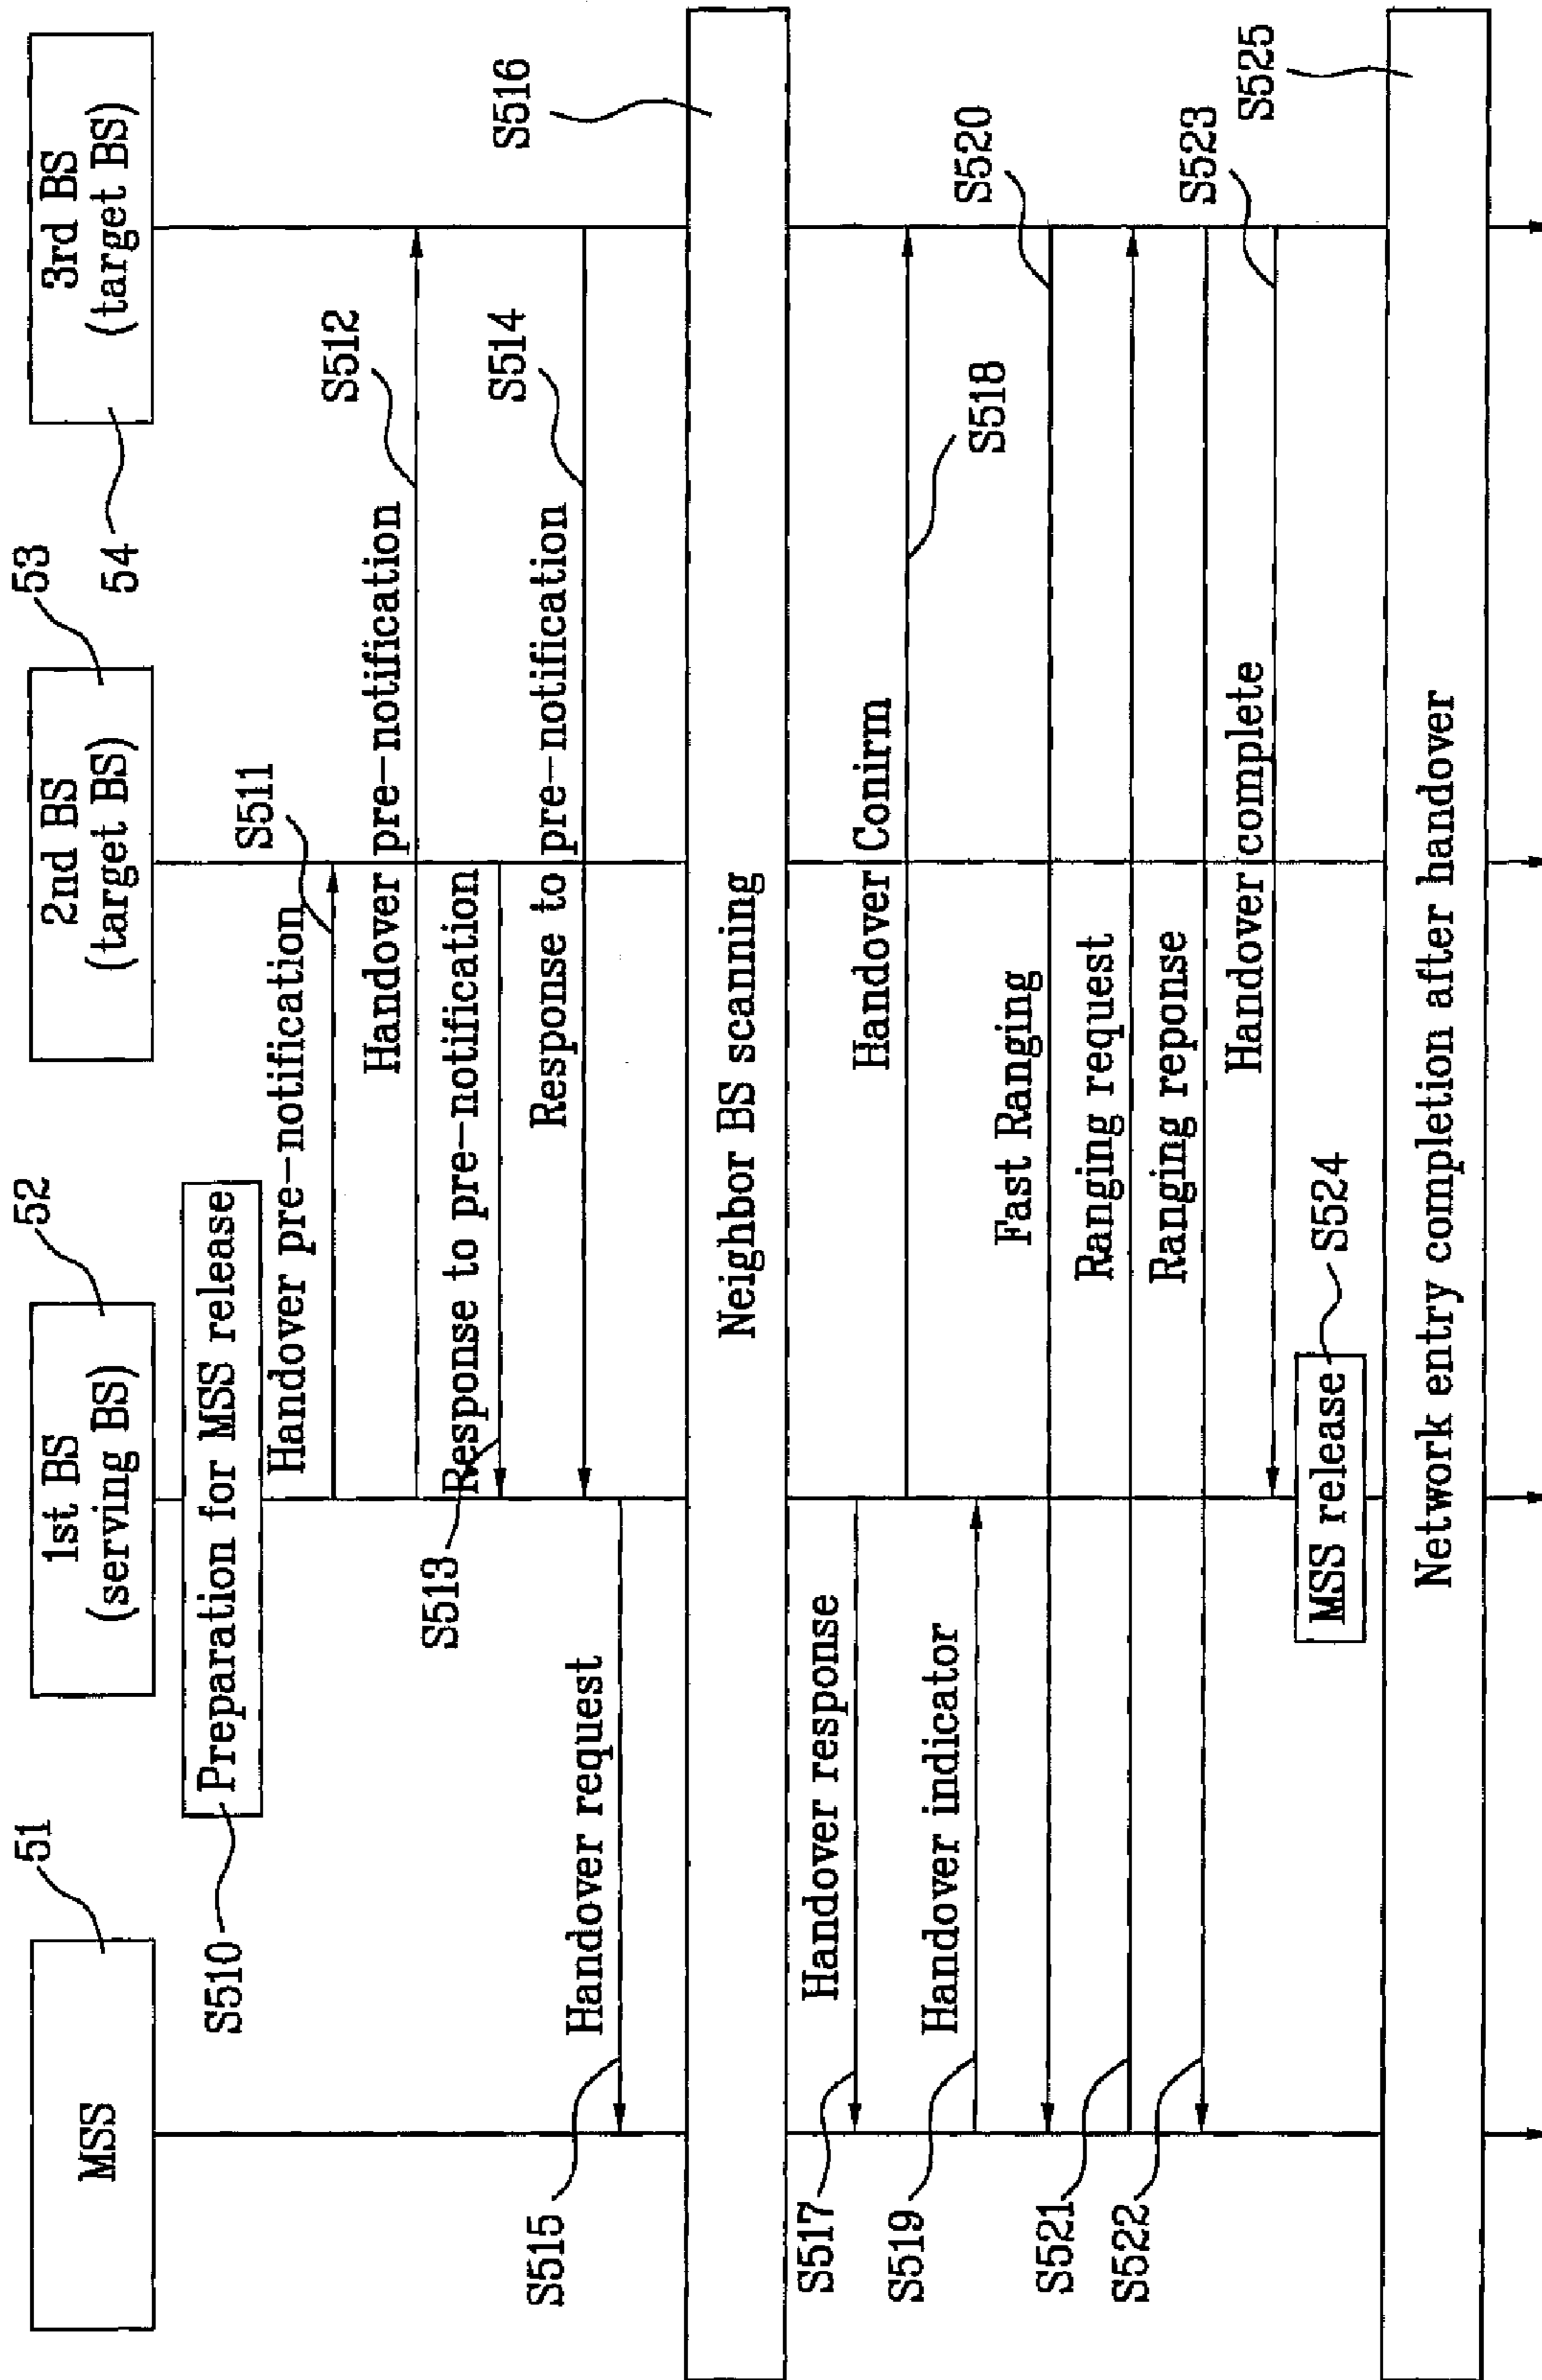 MSS
51
1st BS
(serving BS)
52
2nd BS
(target BS)
53
3rd BS
(target BS)
54
Preparation for MSS release
S510
Handover pre-notification
S511
Handover pre-notification
S512
Response to pre-notification
S513
Response to pre-notification
S514
Handover request
S515
Neighbor BS scanning
S516
Handover response
S517
Handover Conirm
S518
Handover indicator
S519
Fast Ranging
S520
Ranging request
S521
Ranging reponse
S522
Handover complete
S523
MSS release
S524
Network entry completion after handover
S525